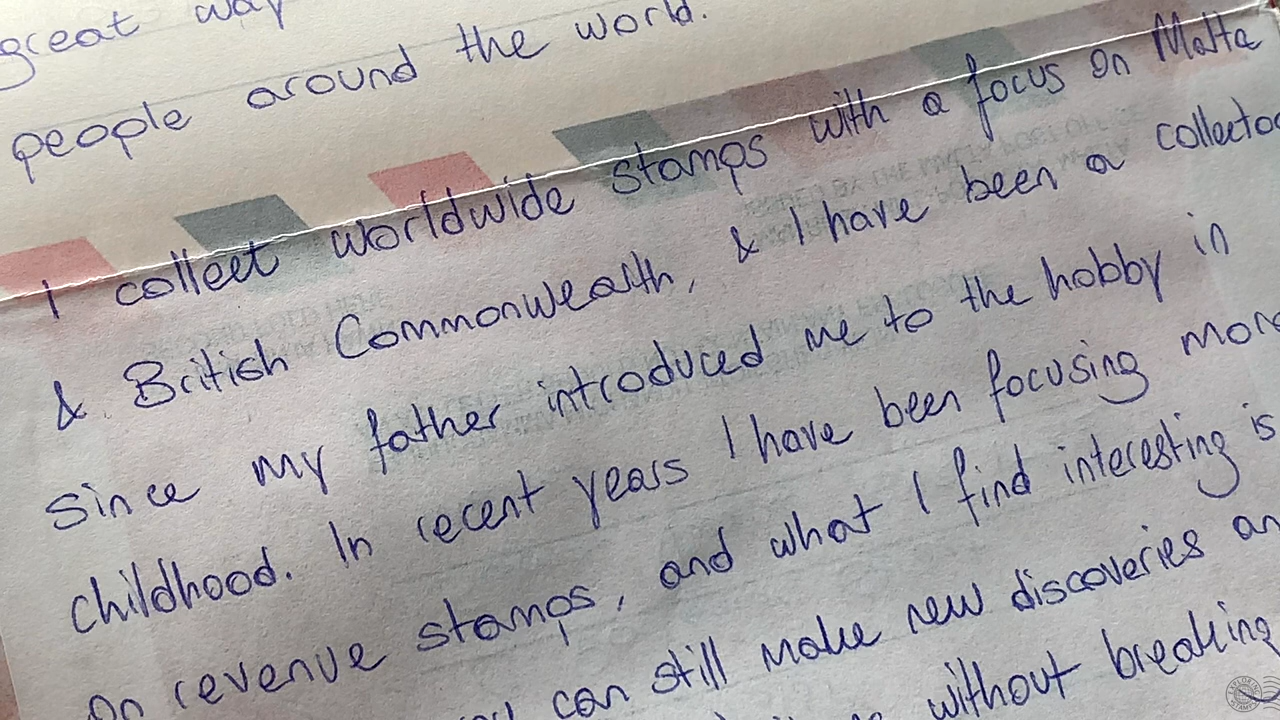 great way
people around the world.
I collect worldwide stamps with a focus on Malta
& British Commonwealth, & I have been a collector
since my father introduced me to the hobby in
childhood. In recent years I have been focusing more
on revenue stamps, and what I find interesting is
can still make new discoveries an
without breaking